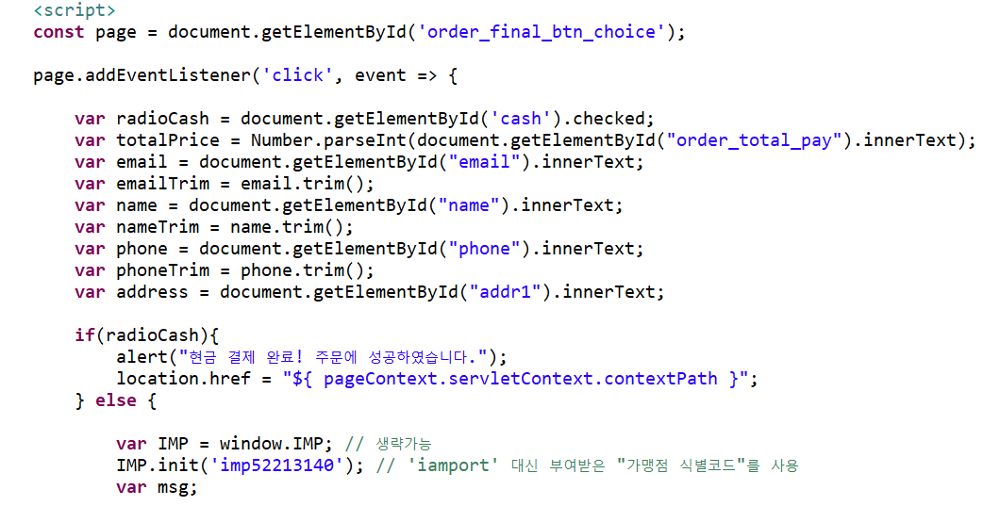 <script>
const page = document.getElementById('order_final_btn_choice');
page.addEventListener('click', event => {
var radioCash = document.getElementById('cash').checked;
var totalPrice = Number.parseInt(document.getElementById("order_total_pay").innerText);
var email = document.getElementById("email").innerText;
var emailTrim = email.trim();
var name = document.getElementById("name").innerText;
var nameTrim = name.trim();
var phone = document.getElementById("phone").innerText;
var phoneTrim = phone.trim();
var address = document.getElementById("addr1").innerText;
if(radioCash){
alert("현금 결제 완료! 주문에 성공하였습니다.");
location.href = "${ pageContext.servletContext.contextPath }";
} else {
var IMP = window.IMP; // 생략가능
IMP.init('imp52213140'); // 'iamport' 대신 부여받은 "가맹점 식별코드"를 사용
var msg;